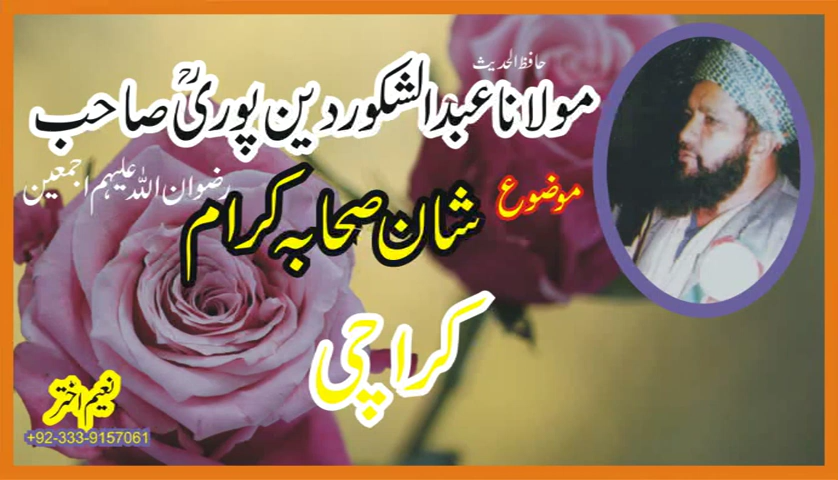 حافظ الحدیث
مولانا عبدالشکور دین پوریؒ صاحب
موضوع شان صحابہ کرام رضوان اللہ علیہم اجمعین
کراچی
نعیم اختر
+92-333-9157061